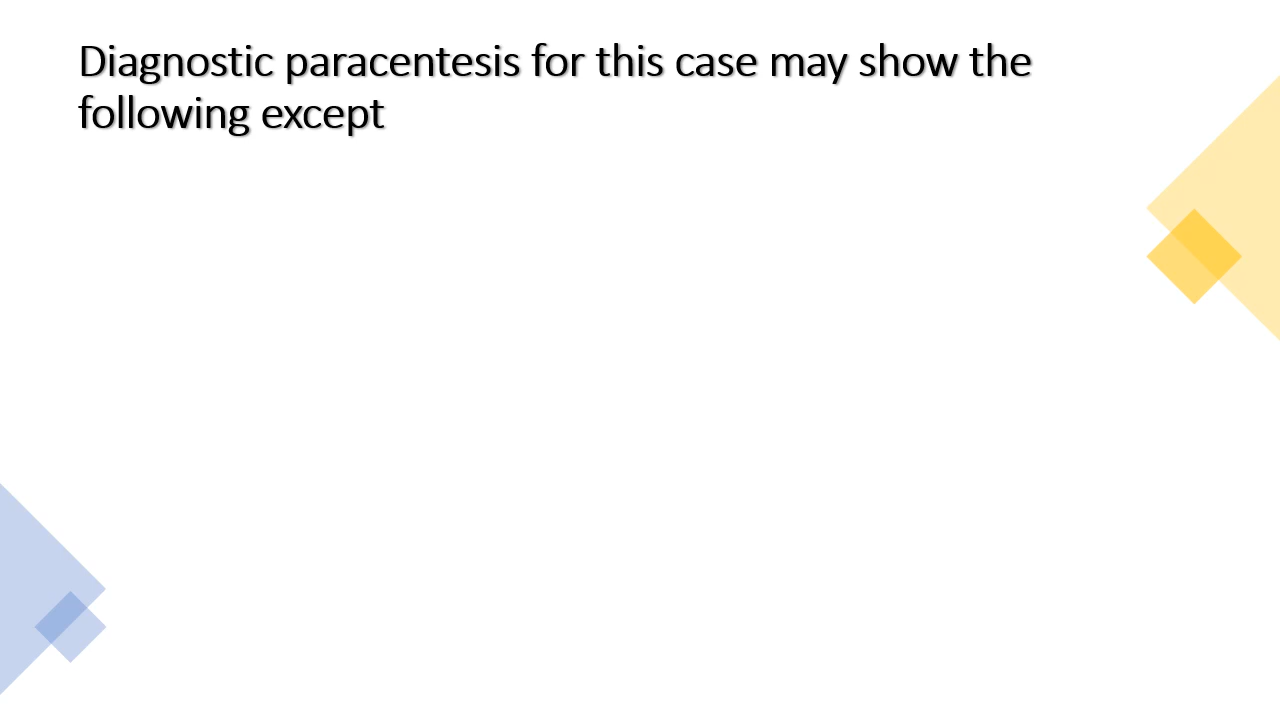 Diagnostic paracentesis for this case may show the
following except